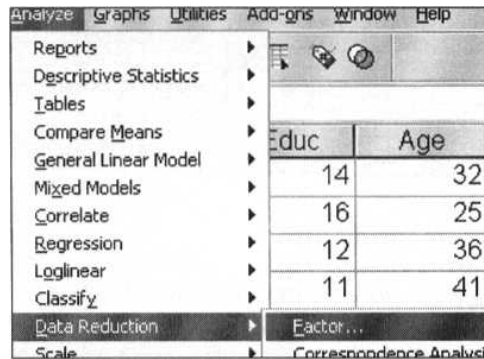 Analyze Graphs Utilities Add-ons Window Help
Reports
Descriptive Statistics
Tables
Compare Means
Educ Age
General Linear Model
14 32
Mixed Models
Correlate
16 25
Regression
12 36
Loglinear
11 41
Classify
Data Reduction Factor...
Scale Correspondence Analysi